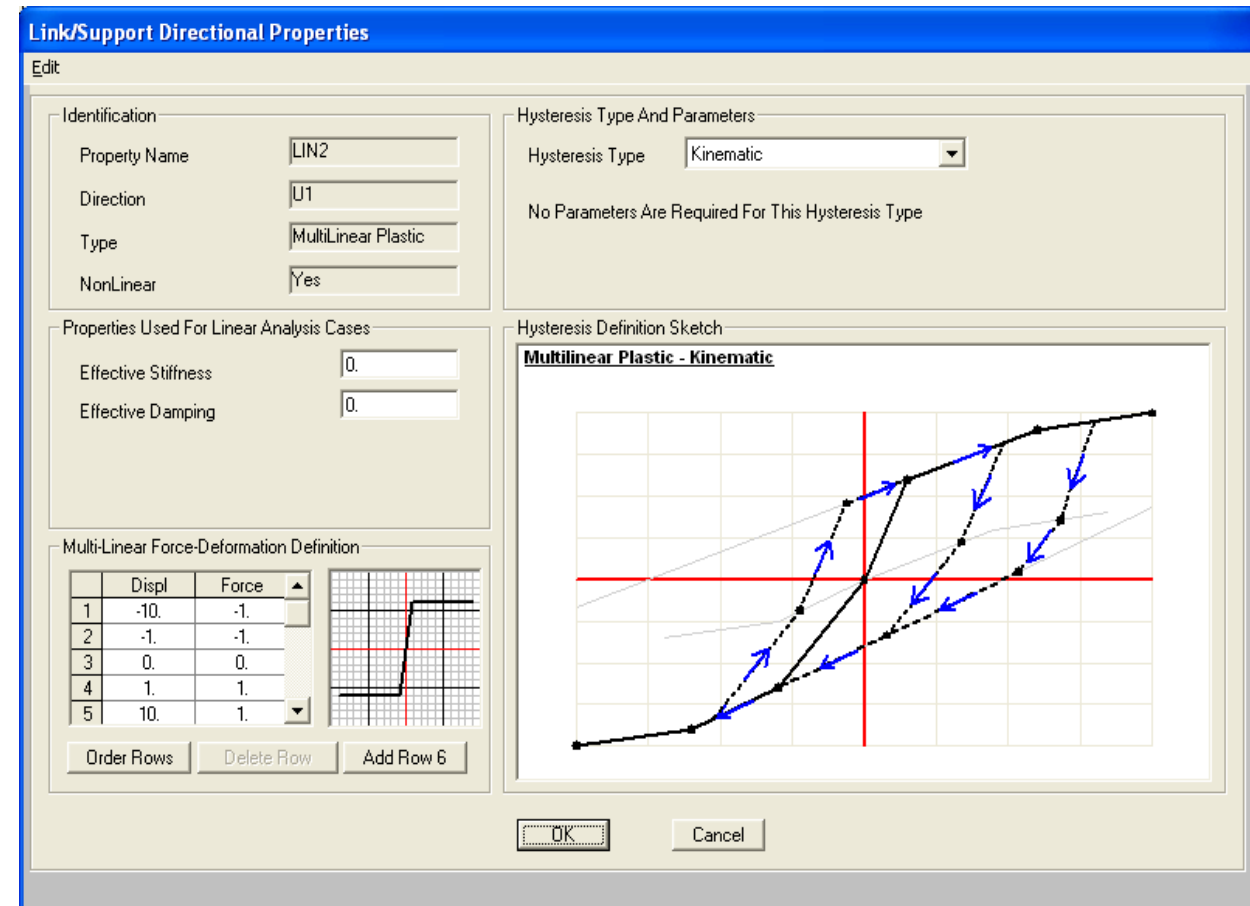 Link/Support Directional Properties
Edit
Identification
Property Name LIN2
Direction U1
Type MultiLinear Plastic
NonLinear Yes
Hysteresis Type And Parameters
Hysteresis Type Kinematic
No Parameters Are Required For This Hysteresis Type
Properties Used For Linear Analysis Cases
Effective Stiffness 0.
Effective Damping 0.
Hysteresis Definition Sketch
Multilinear Plastic - Kinematic
Multi-Linear Force-Deformation Definition
Displ Force
1 -10. -1.
2 -1. -1.
3 0. 0.
4 1. 1.
5 10. 1.
Order Rows Delete Row Add Row 6
OK Cancel